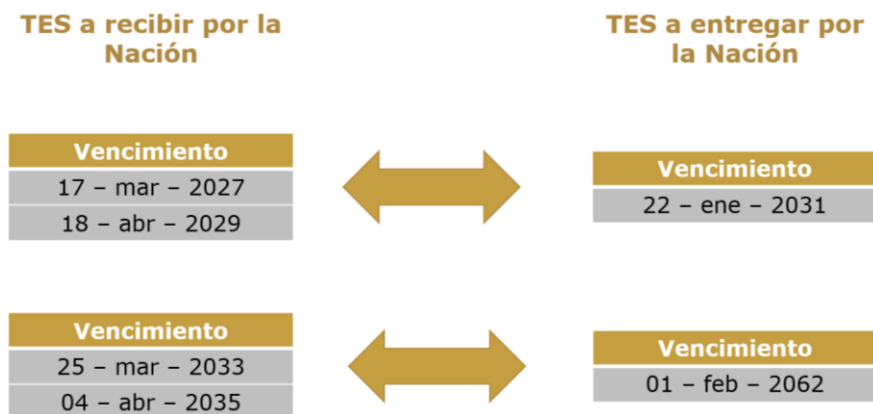 TES a recibir por la
Nación
TES a entregar por
la Nación
Vencimiento
17 – mar – 2027
18 – abr – 2029
Vencimiento
22 – ene – 2031
Vencimiento
25 – mar – 2033
04 – abr – 2035
Vencimiento
01 – feb – 2062